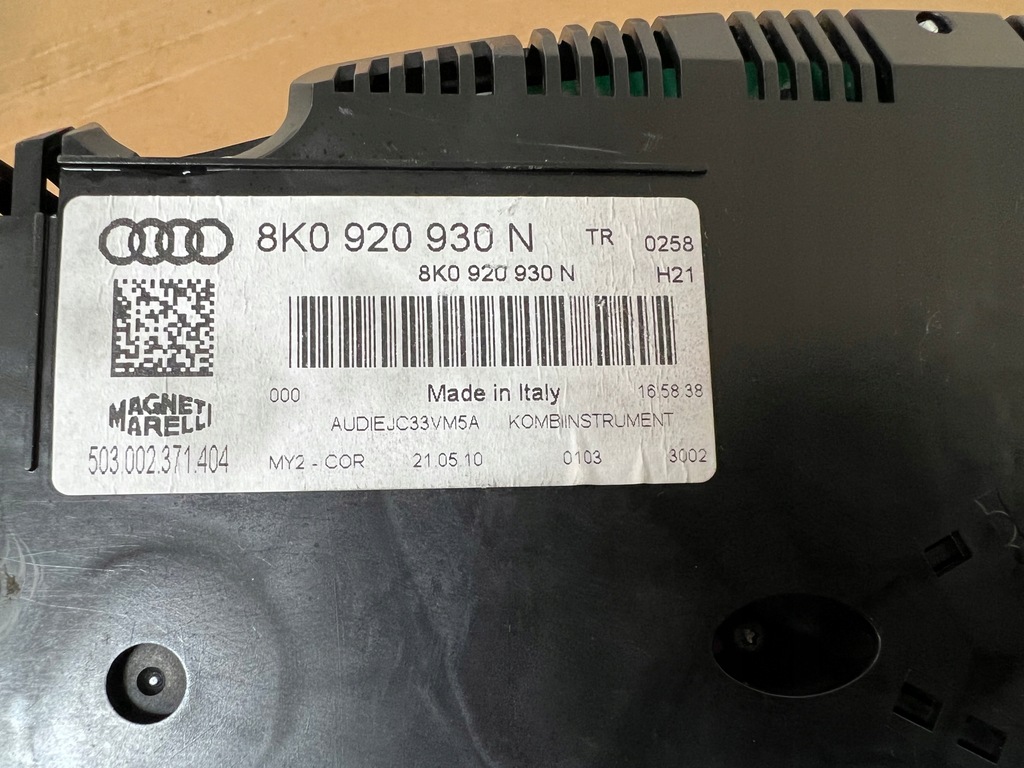 8K0 920 930 N TR 0258
8K0 920 930 N H21
000 Made in Italy 16 58 38
MAGNETI MARELLI
AUDIEJC33VM5A KOMBIINSTRUMENT
503.002.371.404 MY2 - COR 21.05.10 0103 3002